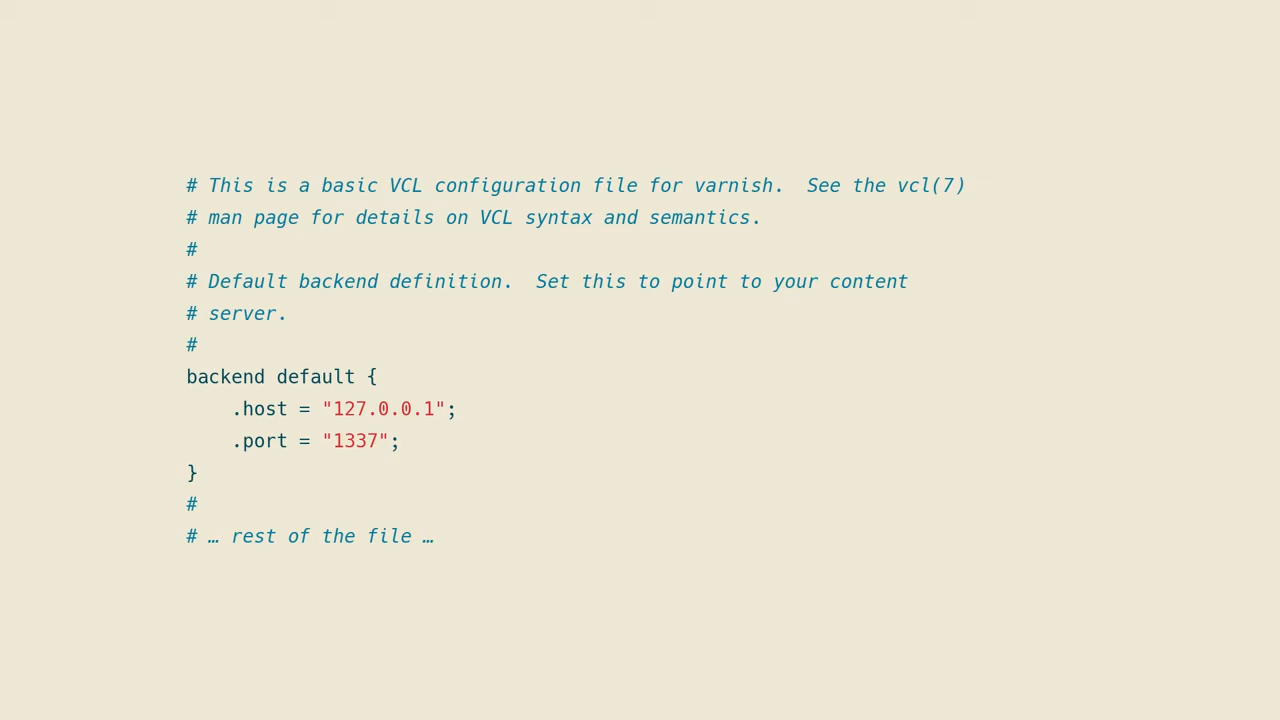 # This is a basic VCL configuration file for varnish.  See the vcl(7)
# man page for details on VCL syntax and semantics.
#
# Default backend definition.  Set this to point to your content
# server.
#
backend default {
    .host = "127.0.0.1";
    .port = "1337";
}
#
# … rest of the file …